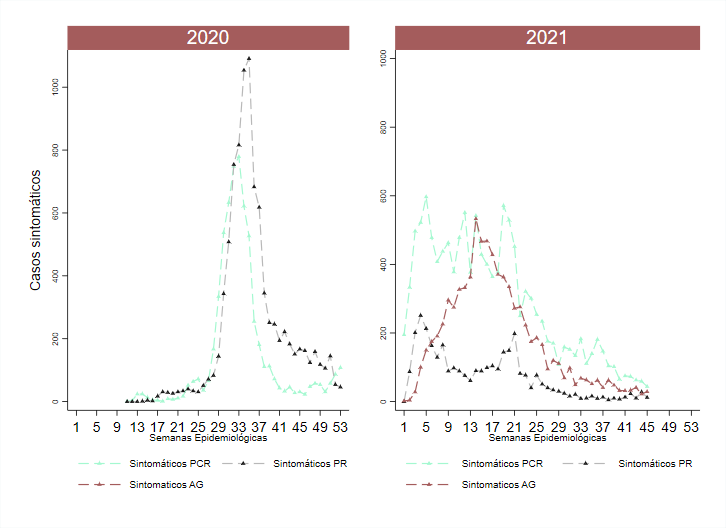 2020
2021
Casos sintomáticos
0 200 400 600 800 1000
0 200 400 600 800 1000
1 5 9 13 17 21 25 29 33 37 41 45 49 53
1 5 9 13 17 21 25 29 33 37 41 45 49 53
Semanas Epidemiológicas
Semanas Epidemiológicas
Sintomáticos PCR
Sintomáticos PR
Sintomaticos AG
Sintomáticos PCR
Sintomáticos PR
Sintomaticos AG